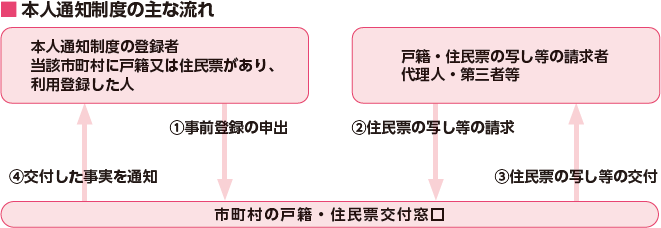 ■ 本人通知制度の主な流れ
本人通知制度の登録者
当該市町村に戸籍又は住民票があり、
利用登録した人
戸籍・住民票の写し等の請求者
代理人・第三者等
①事前登録の申出
②住民票の写し等の請求
④交付した事実を通知
③住民票の写し等の交付
市町村の戸籍・住民票交付窓口